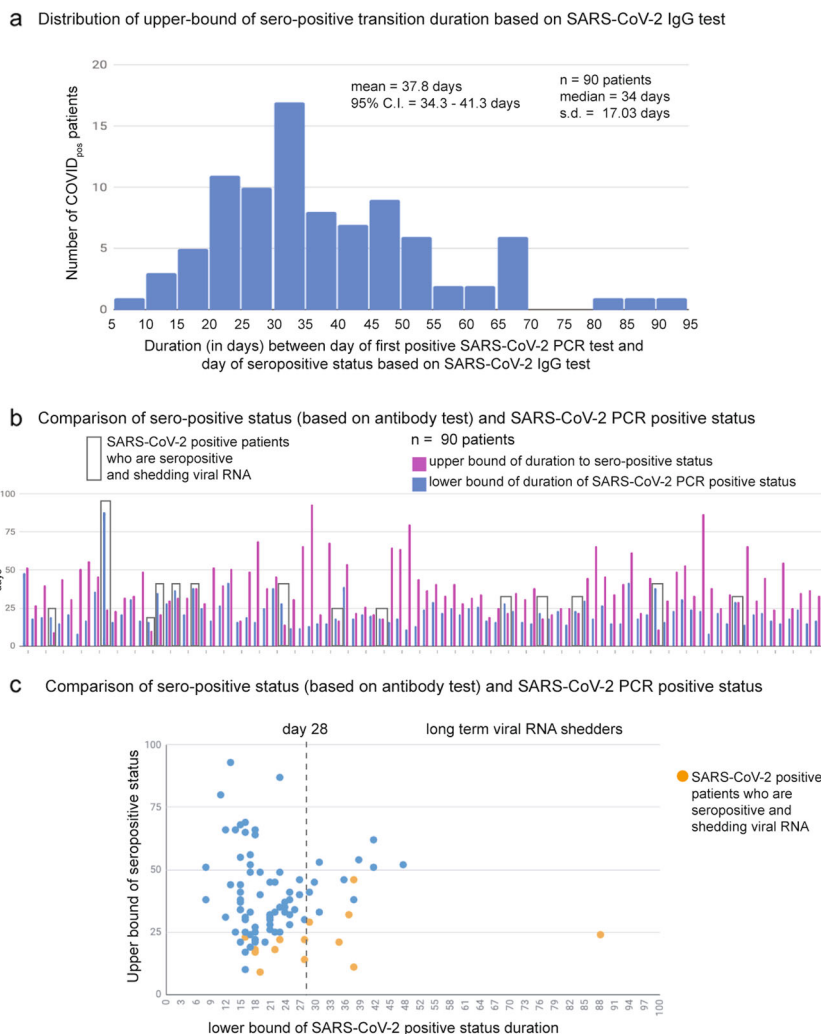 a Distribution of upper-bound of sero-positive transition duration based on SARS-CoV-2 IgG test
20
15
10
5
0
mean = 37.8 days
95% C.I. = 34.3 - 41.3 days
n = 90 patients
median = 34 days
s.d. = 17.03 days
Number of COVIDpos patients
5 10 15 20 25 30 35 40 45 50 55 60 65 70 75 80 85 90 95
Duration (in days) between day of first positive SARS-CoV-2 PCR test and
day of seropositive status based on SARS-CoV-2 IgG test
b Comparison of sero-positive status (based on antibody test) and SARS-CoV-2 PCR positive status
SARS-CoV-2 positive patients
who are seropositive
and shedding viral RNA
n = 90 patients
upper bound of duration to sero-positive status
lower bound of duration of SARS-CoV-2 PCR positive status
100
75
50
25
0
days
c Comparison of sero-positive status (based on antibody test) and SARS-CoV-2 PCR positive status
day 28
long term viral RNA shedders
100
75
50
25
0
Upper bound of seropositive status
SARS-CoV-2 positive
patients who are
seropositive and
shedding viral RNA
0 3 6 9 12 15 18 21 24 27 30 33 36 39 42 45 48 51 54 57 60 63 66 70 73 76 79 82 85 88 91 94 97 100
lower bound of SARS-CoV-2 positive status duration